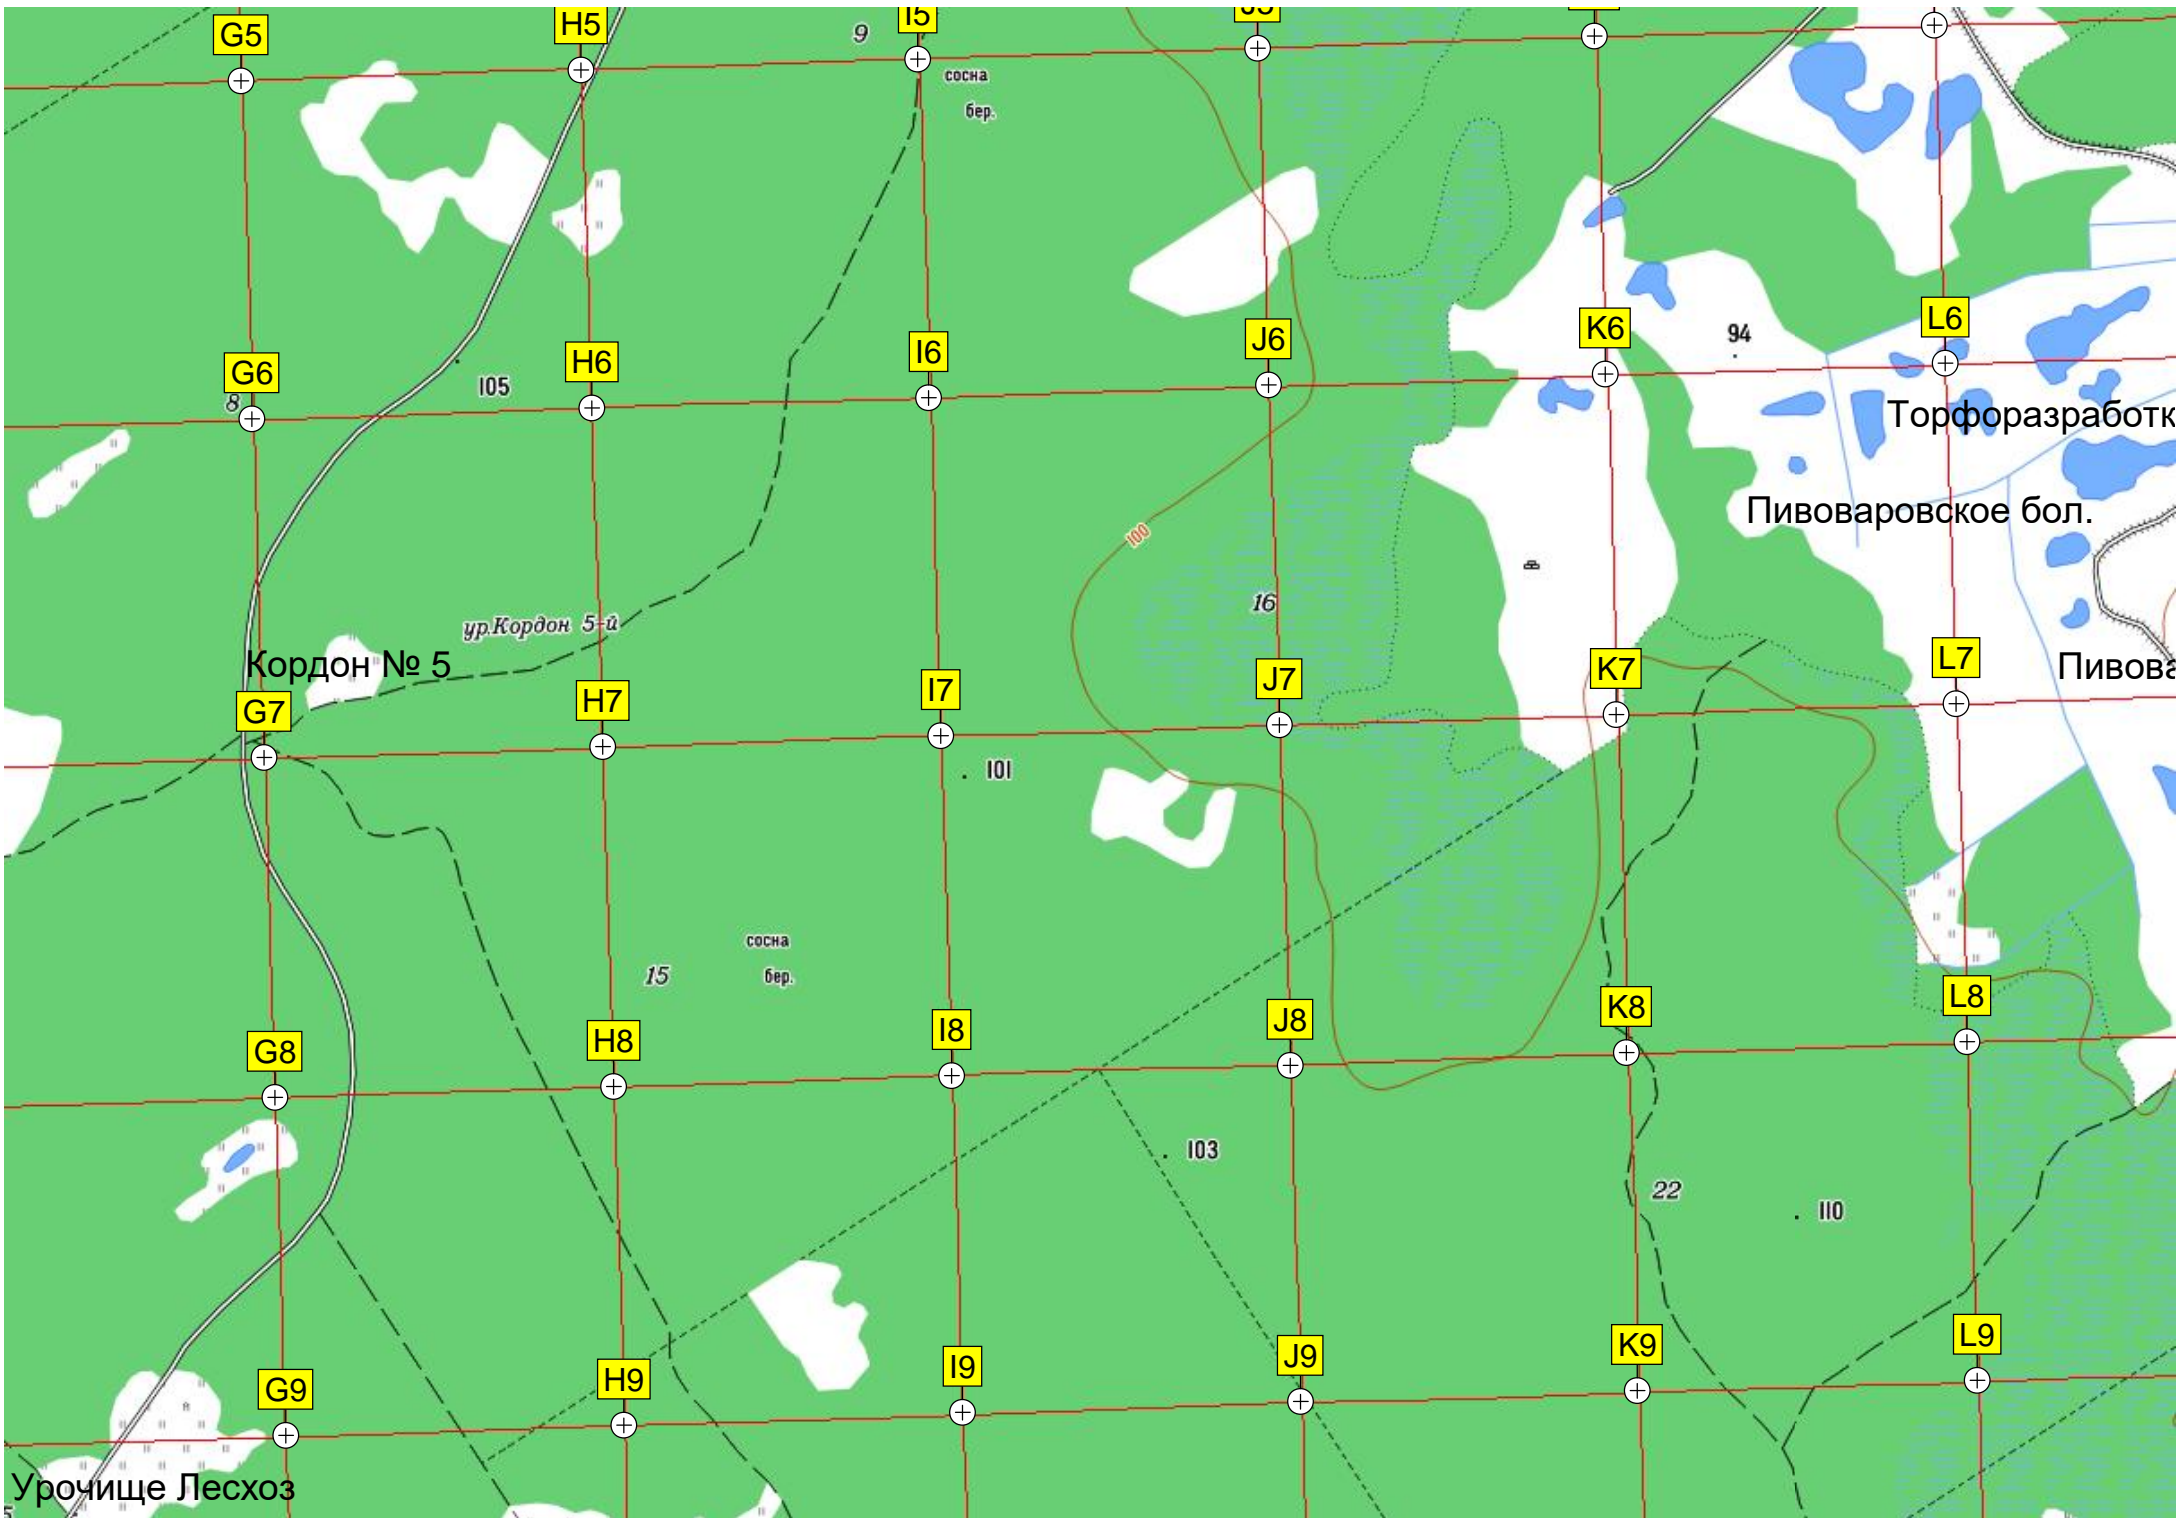 G5
H5
I5
J5
9
сосна
бер.
G6
H6
I6
J6
K6
L6
94
8
105
Торфоразработк
Пивоваровское бол.
100
16
ур.Кордон 5-й
Кордон № 5
G7
H7
I7
J7
K7
L7
Пивова
101
сосна
15
бер.
G8
H8
I8
J8
K8
L8
103
22
110
G9
H9
I9
J9
K9
L9
Урочище Лесхоз